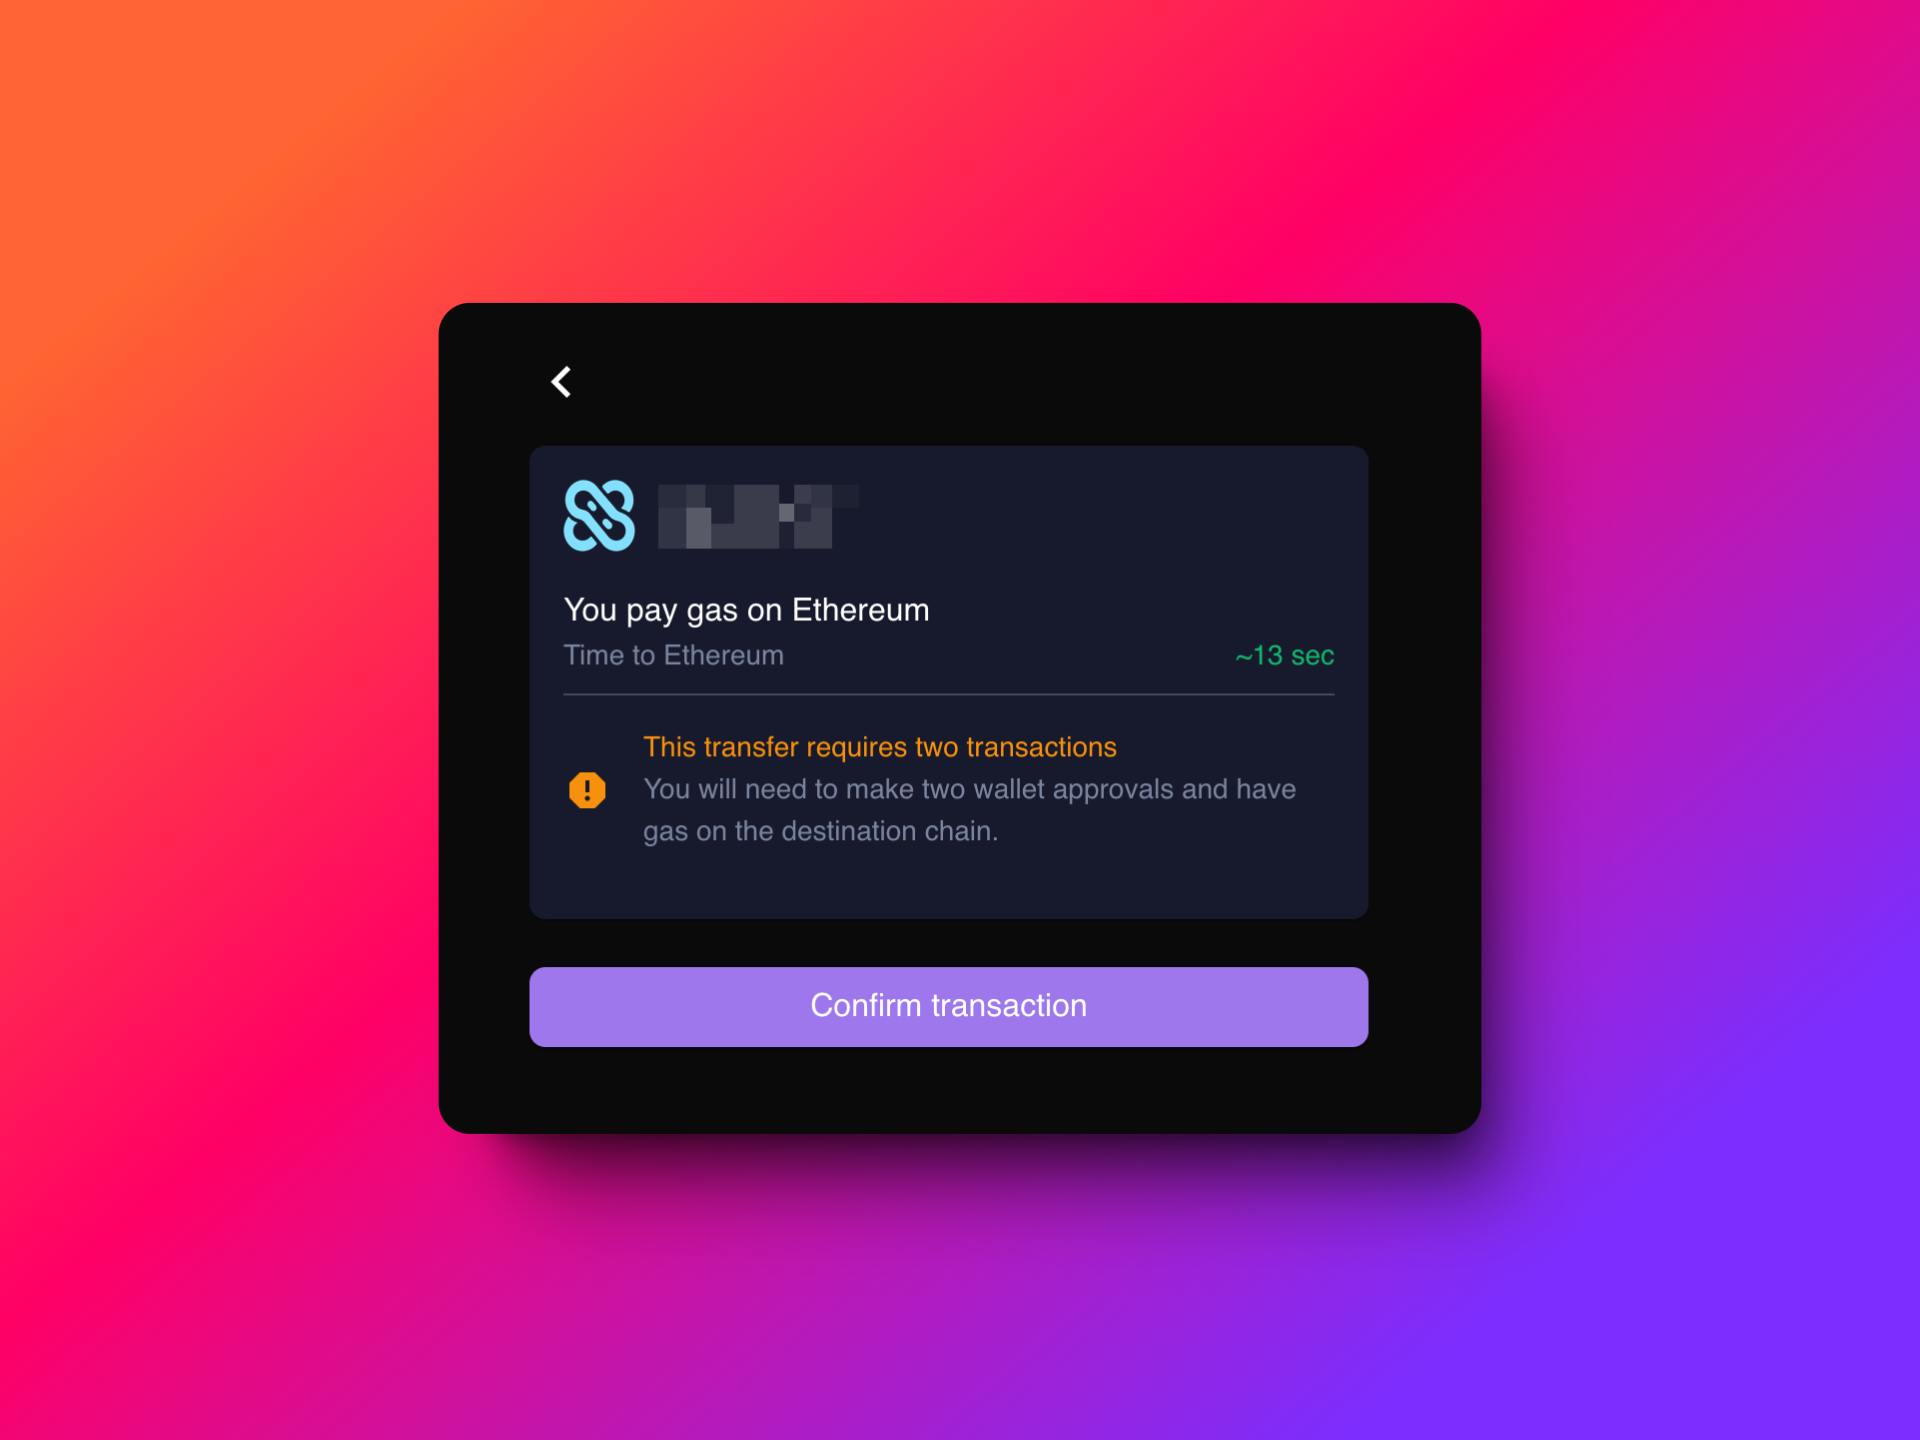 You pay gas on Ethereum
Time to Ethereum ~13 sec
This transfer requires two transactions
You will need to make two wallet approvals and have
gas on the destination chain.
Confirm transaction